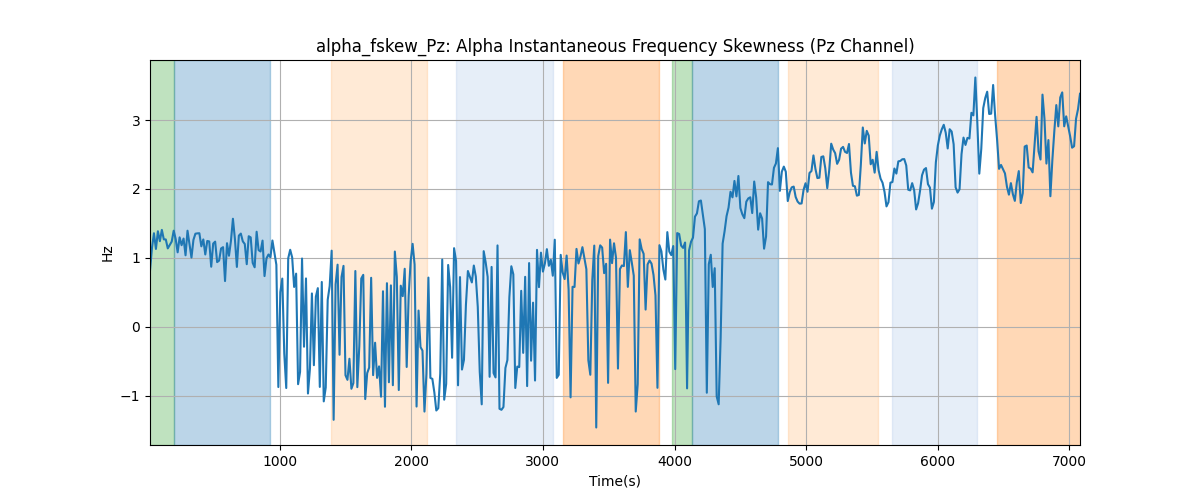 alpha_fskew_Pz: Alpha Instantaneous Frequency Skewness (Pz Channel)
3
2
1
0
−1
Hz
1000 2000 3000 4000 5000 6000 7000
Time(s)